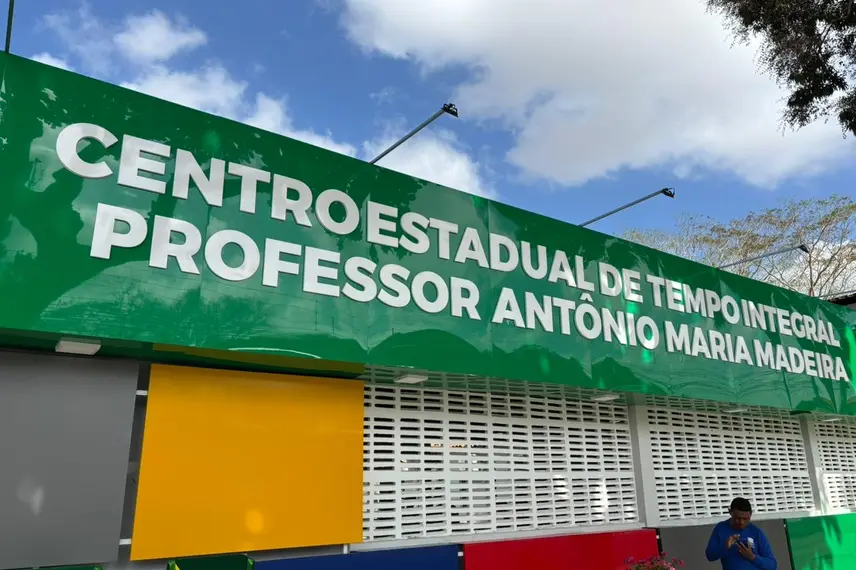 CENTRO ESTADUAL DE TEMPO INTEGRAL
PROFESSOR ANTÔNIO MARIA MADEIRA